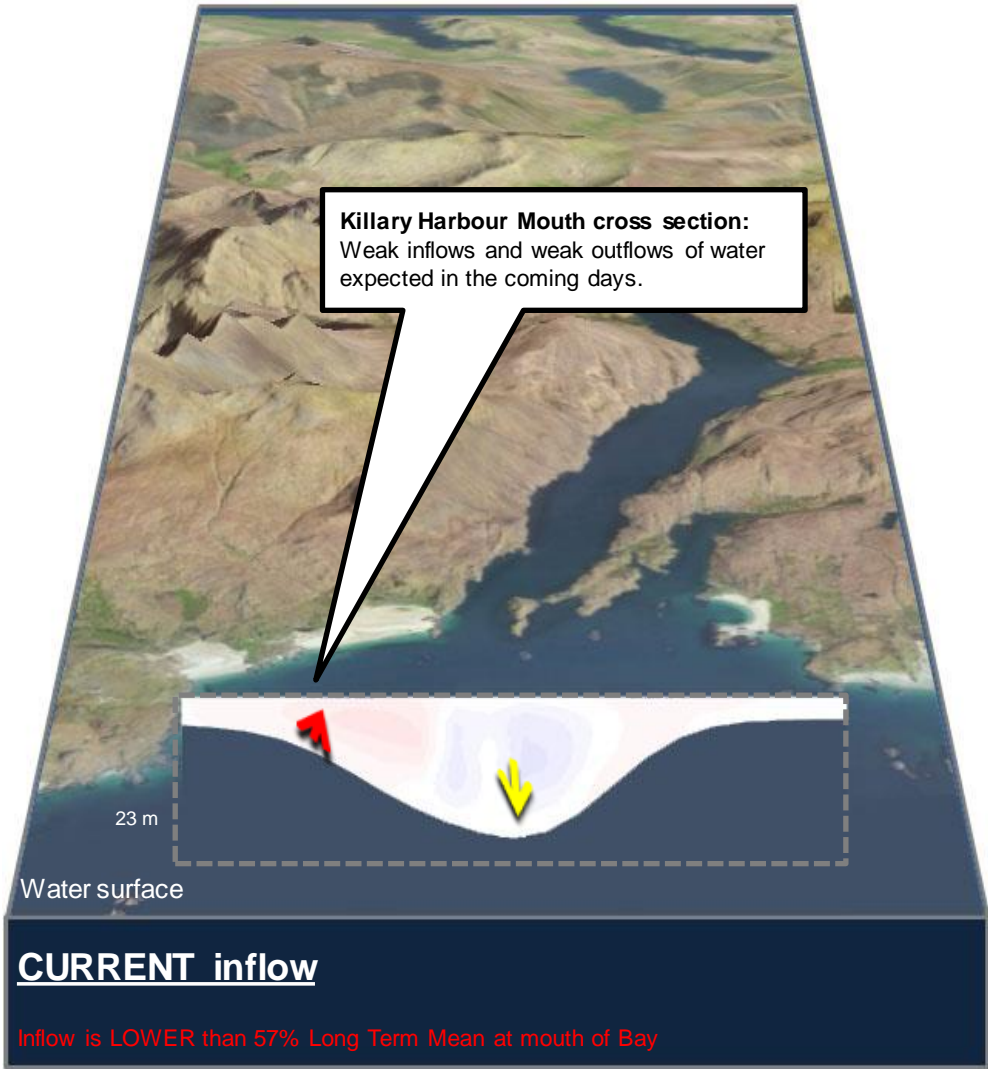 Killary Harbour Mouth cross section:
Weak inflows and weak outflows of water
expected in the coming days.
23 m
Water surface
CURRENT inflow
Inflow is LOWER than 57% Long Term Mean at mouth of Bay